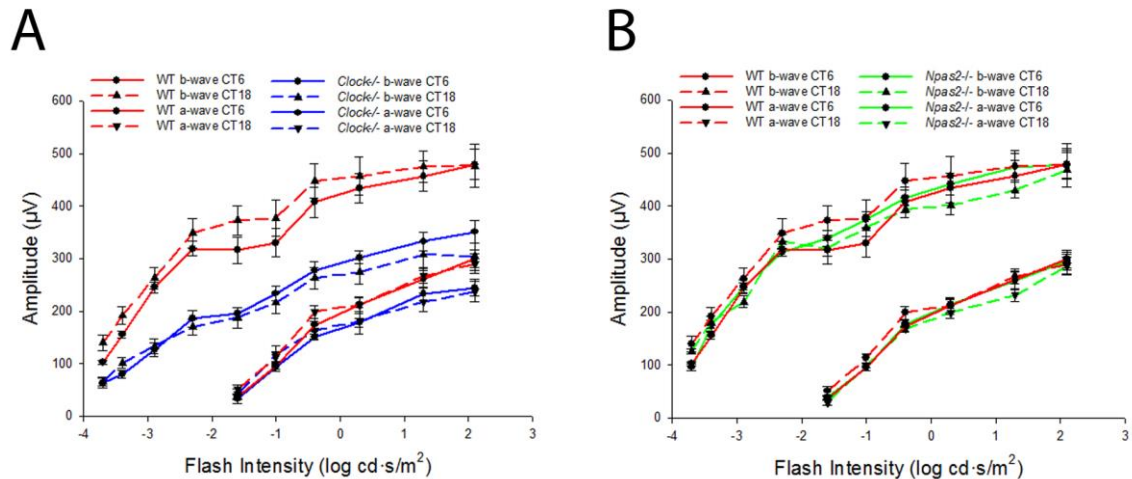 A
WT b-wave CT6
WT b-wave CT18
WT a-wave CT6
WT a-wave CT18
Clock-/- b-wave CT6
Clock-/- b-wave CT18
Clock-/- a-wave CT6
Clock-/- a-wave CT18
600
500
400
300
200
100
0
Amplitude (µV)
-4 -3 -2 -1 0 1 2 3
Flash Intensity (log cd·s/m²)
B
WT b-wave CT6
WT b-wave CT18
WT a-wave CT6
WT a-wave CT18
Npas2-/- b-wave CT6
Npas2-/- b-wave CT18
Npas2-/- a-wave CT6
Npas2-/- a-wave CT18
600
500
400
300
200
100
0
Amplitude (µV)
-4 -3 -2 -1 0 1 2 3
Flash Intensity (log cd·s/m²)